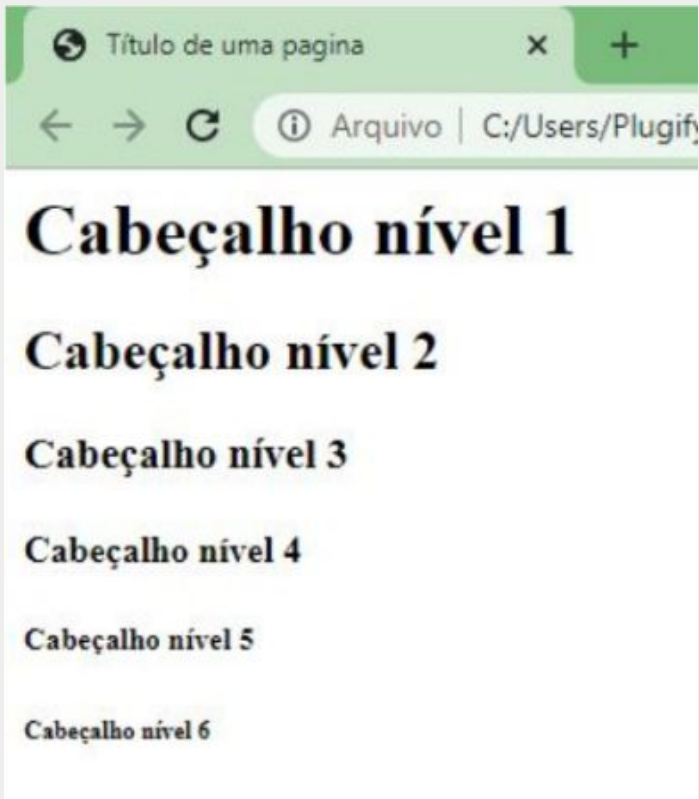 Título de uma pagina
Arquivo | C:/Users/Plugify
Cabeçalho nível 1
Cabeçalho nível 2
Cabeçalho nível 3
Cabeçalho nível 4
Cabeçalho nível 5
Cabeçalho nível 6